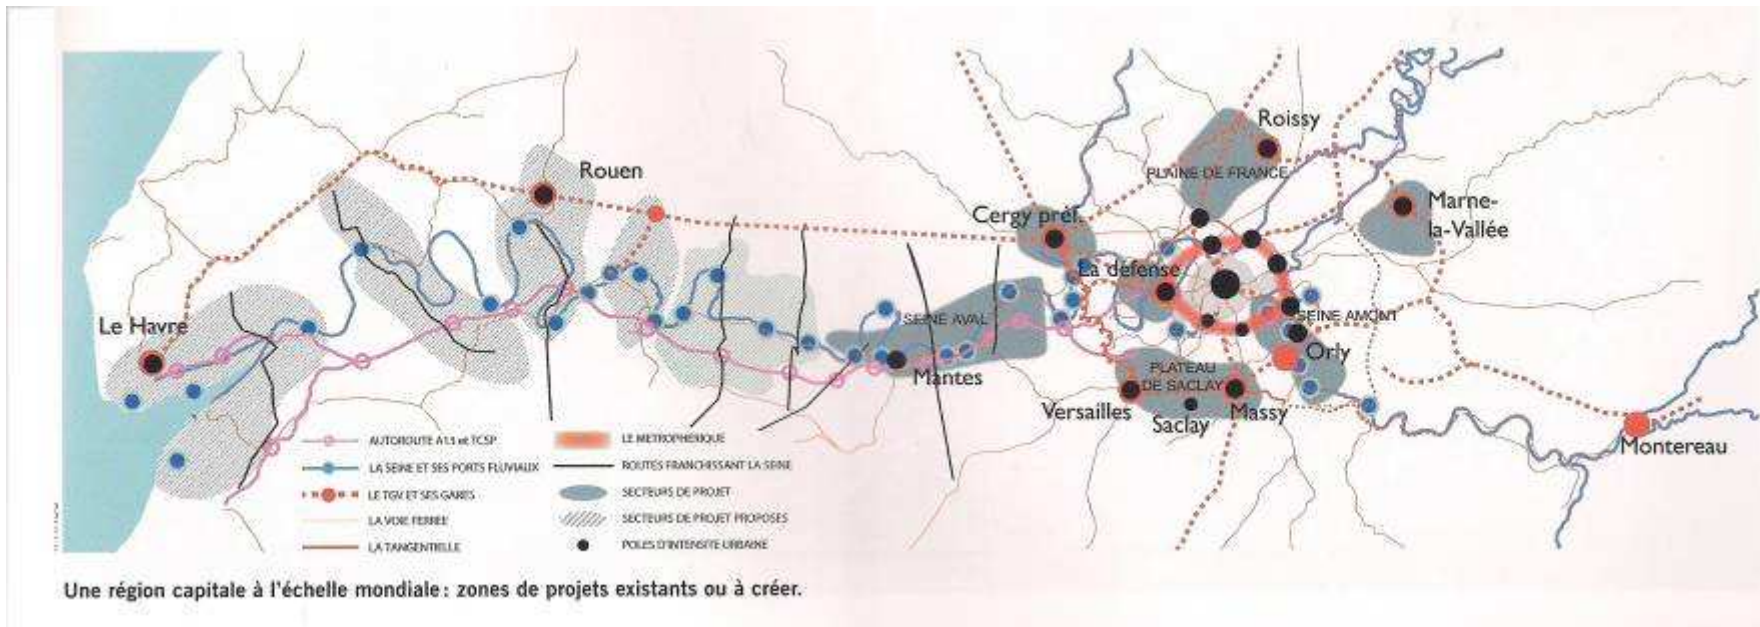 Roissy
PLAINE DE FRANCE
Rouen
Marne-
la-Vallée
Cergy préf.
La défense
Le Havre
SEINE AVAL
SEINE AMONT
Orly
Mantes
PLATEAU
DE SACLAY
Versailles
Saclay
Massy
Montereau
AUTOROUTE A13 et TCSP
LA SEINE ET SES PORTS FLUVIAUX
LE TGV ET SES GARES
LA VOIE FERREE
LA TANGENTIELLE
LE METROPHERIQUE
ROUTES FRANCHISSANT LA SEINE
SECTEURS DE PROJET
SECTEURS DE PROJET PROPOSES
POLES D'INTENSITE URBAINE
Une région capitale à l'échelle mondiale : zones de projets existants ou à créer.